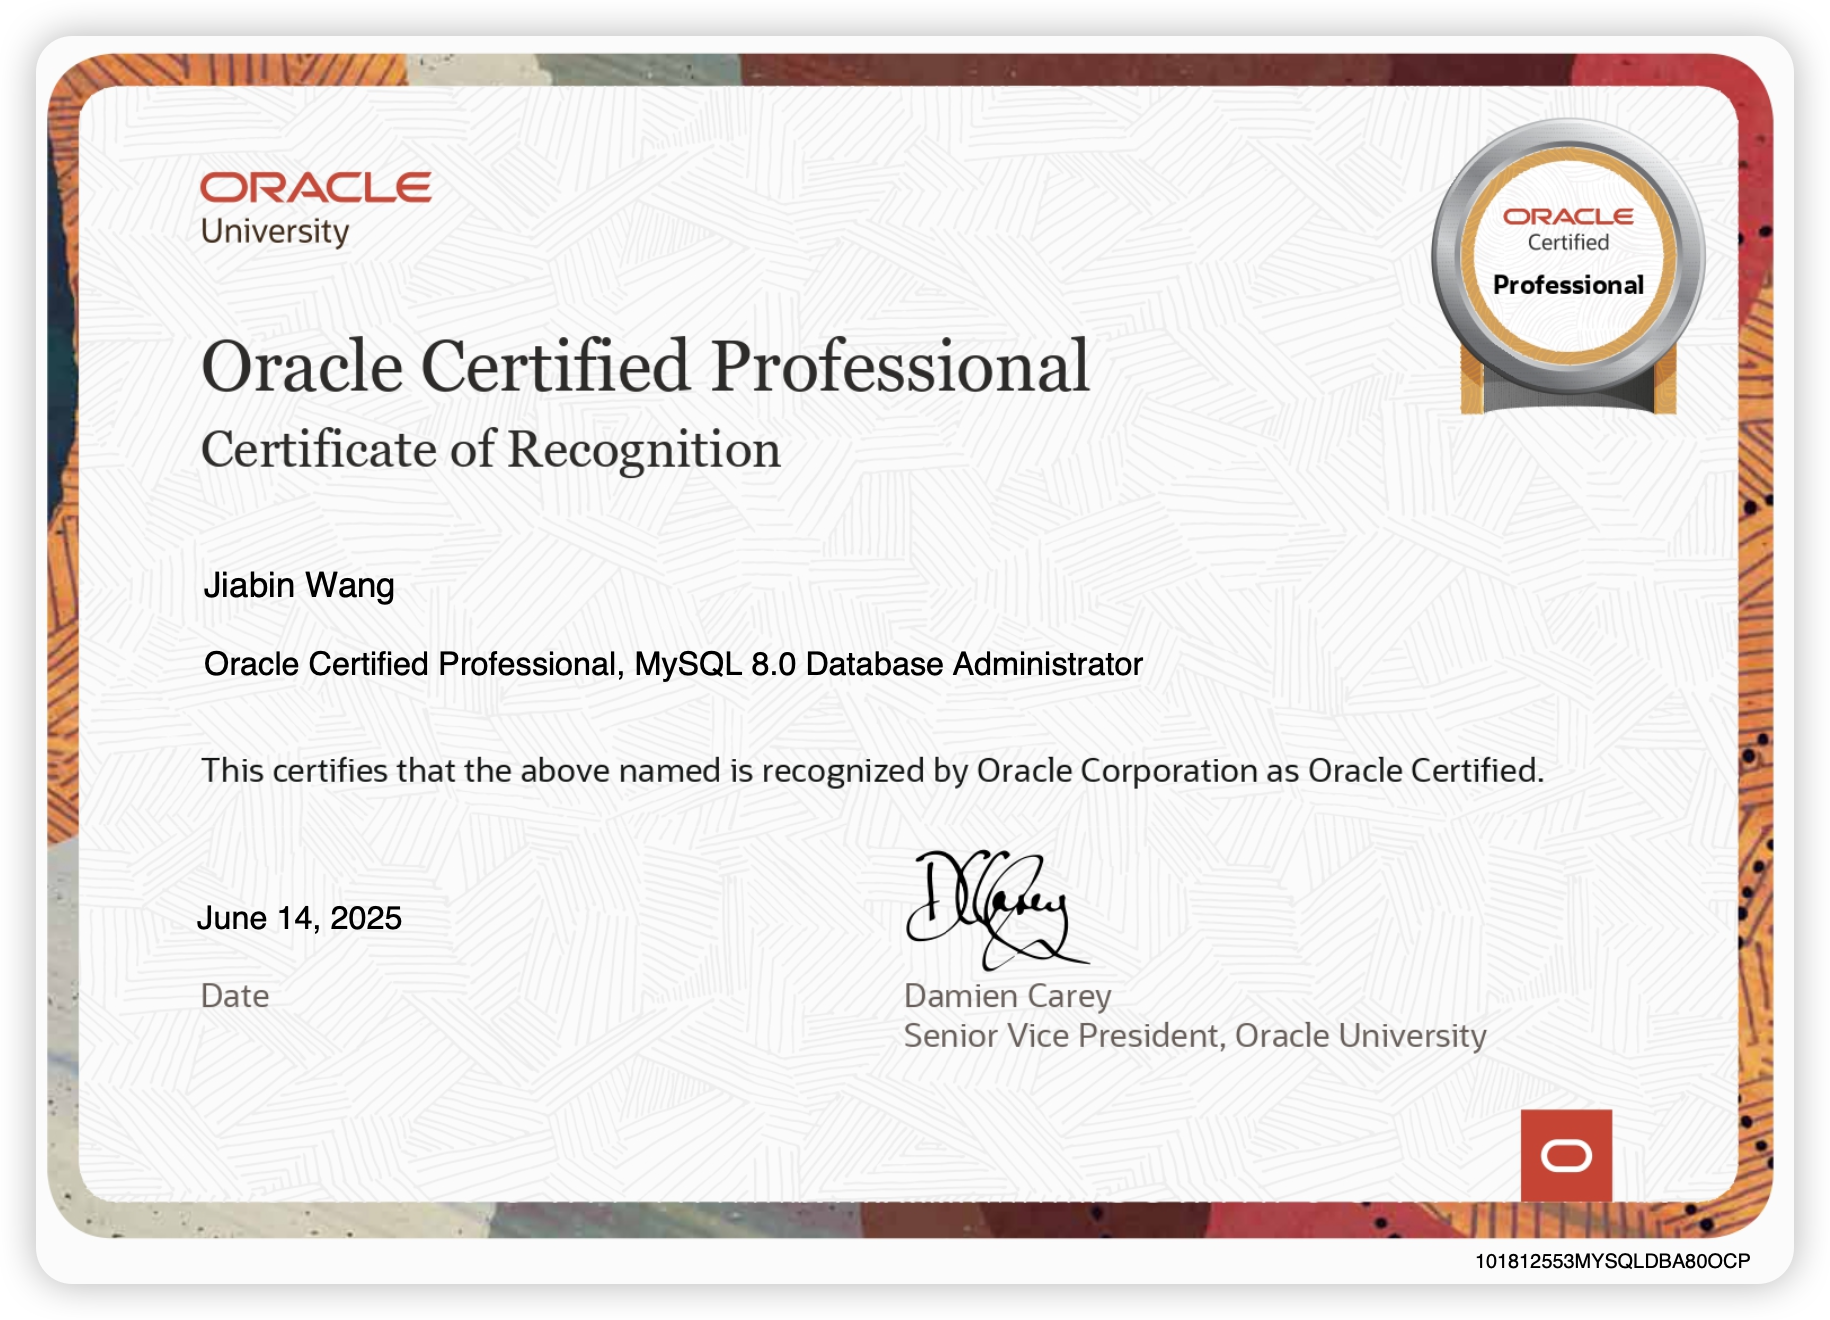 ORACLE
University
ORACLE
Certified
Professional
Oracle Certified Professional
Certificate of Recognition
Jiabin Wang
Oracle Certified Professional, MySQL 8.0 Database Administrator
This certifies that the above named is recognized by Oracle Corporation as Oracle Certified.
DCarey
June 14, 2025
Date
Damien Carey
Senior Vice President, Oracle University
101812553MYSQLDBA80OCP